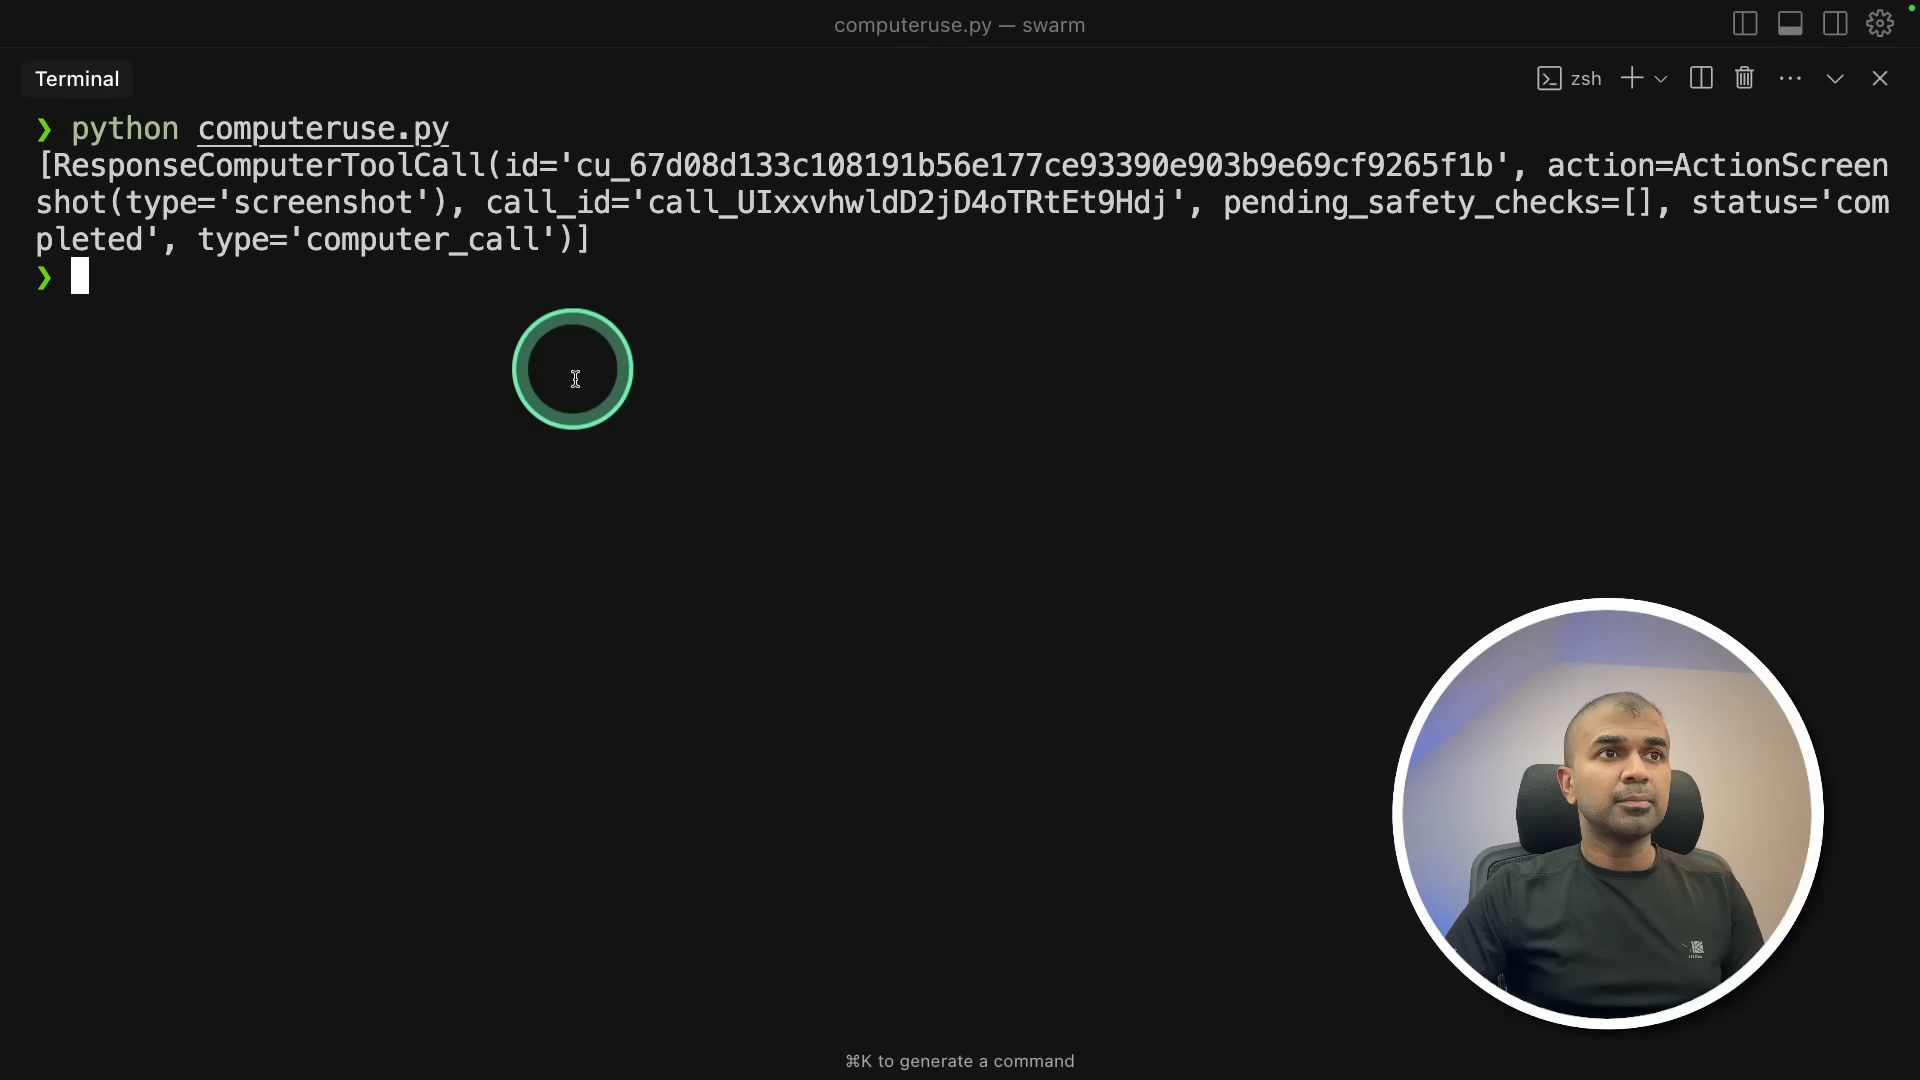 computeruse.py — swarm
Terminal
zsh
❯ python computeruse.py
[ResponseComputerToolCall(id='cu_67d08d133c108191b56e177ce93390e903b9e69cf9265f1b', action=ActionScreen
shot(type='screenshot'), call_id='call_UIxxvhwldD2jD4oTRtEt9Hdj', pending_safety_checks=[], status='com
pleted', type='computer_call')]
❯
⌘K to generate a command